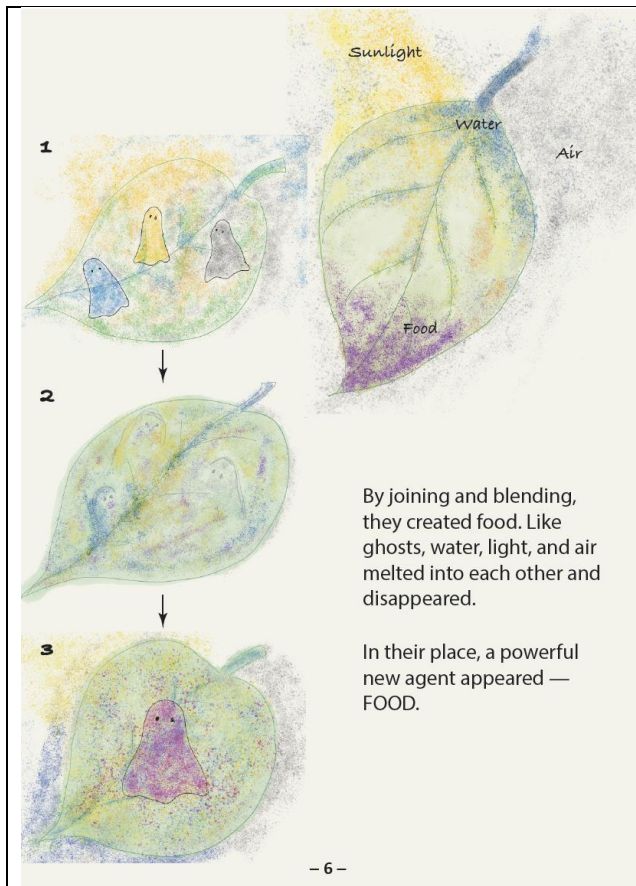 Sunlight
Water
Air
Food
1
2
3
By joining and blending,
they created food. Like
ghosts, water, light, and air
melted into each other and
disappeared.
In their place, a powerful
new agent appeared —
FOOD.
– 6 –